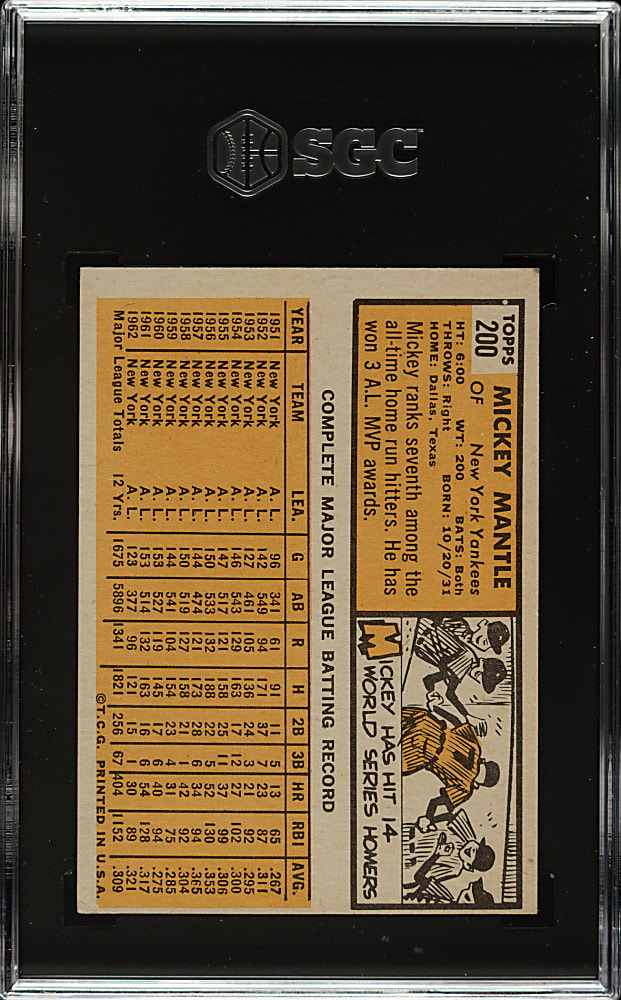 SGC
TOPPS
200
MICKEY MANTLE
OF New York Yankees
HT: 6:00 WT: 200 BATS: Both
THROWS: Right BORN: 10/20/31
HOME: Dallas, Texas
Mickey ranks seventh among the
all-time home run hitters. He has
won 3 A.L. MVP awards.
7
MICKEY HAS HIT 14
WORLD SERIES HOMERS
COMPLETE MAJOR LEAGUE BATTING RECORD
YEAR TEAM LEA. G AB R H 2B 3B HR RBI AVG.
1951 New York A. L. 96 341 61 91 11 5 13 65 .267
1952 New York A. L. 142 549 94 171 37 7 23 87 .311
1953 New York A. L. 127 461 105 136 24 3 21 92 .295
1954 New York A. L. 146 543 129 163 17 12 27 102 .300
1955 New York A. L. 147 517 121 158 25 11 37 99 .306
1956 New York A. L. 150 533 132 188 22 5 52 130 .353
1957 New York A. L. 144 474 121 173 28 6 34 94 .365
1958 New York A. L. 150 519 127 158 21 1 42 97 .304
1959 New York A. L. 144 541 104 154 23 4 31 75 .285
1960 New York A. L. 153 527 119 145 17 6 40 94 .275
1961 New York A. L. 153 514 132 163 16 6 54 128 .317
1962 New York A. L. 123 377 96 121 15 1 30 89 .321
Major League Totals 12 Yrs. 1675 5896 1341 1821 256 67 404 1152 .309
©T.C.G. PRINTED IN U.S.A.